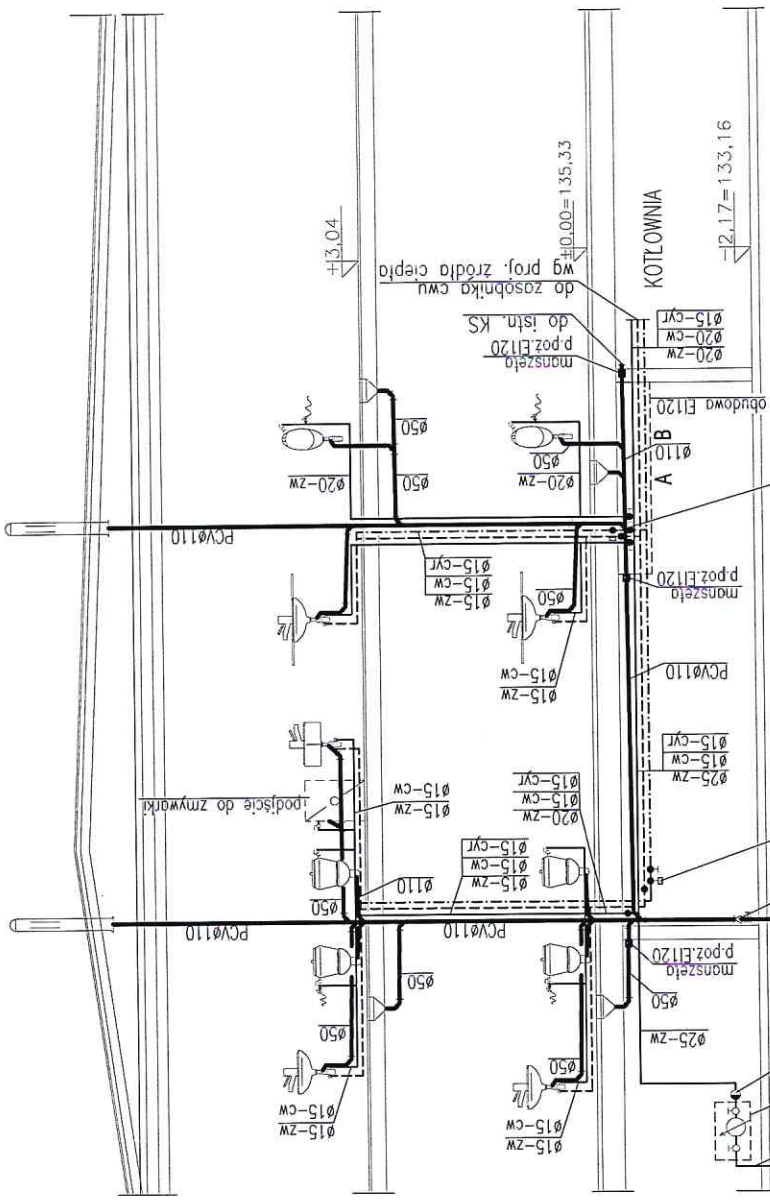 +3,04
±0,00=135,33
-2,17=133,16
KOTŁOWNIA
do zasobnika cwu
wg proj. źródła ciepła
do istn. KS
manszeta
p.poż.EI120
ø20-zw
ø20-cw
ø15-cyr
obudowa EI120
ø110
A
B
ø50
ø50
ø20-zw
ø20-zw
ø50
PCVø110
ø15-zw
ø15-cw
ø15-cyr
ø50
ø15-zw
ø15-cw
manszeta
p.poż.EI120
PCVø110
ø25-zw
ø15-cw
ø15-cyr
podejście do zmywarki
ø15-zw
ø15-cw
ø20-zw
ø15-cw
ø15-cyr
ø15-zw
ø15-cw
ø15-cyr
ø110
ø50
PCVø110
PCVø110
manszeta
p.poż.EI120
ø50
ø50
ø50
ø50
ø25-zw
ø15-zw
ø15-cw
ø15-zw
ø15-cw